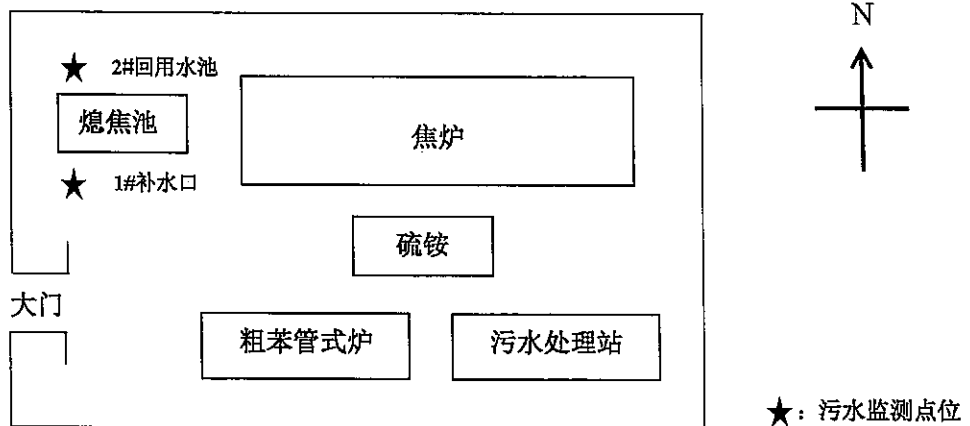 N
★ 2#回用水池
熄焦池
焦炉
★ 1#补水口
硫铵
大门
粗苯管式炉
污水处理站
★：污水监测点位